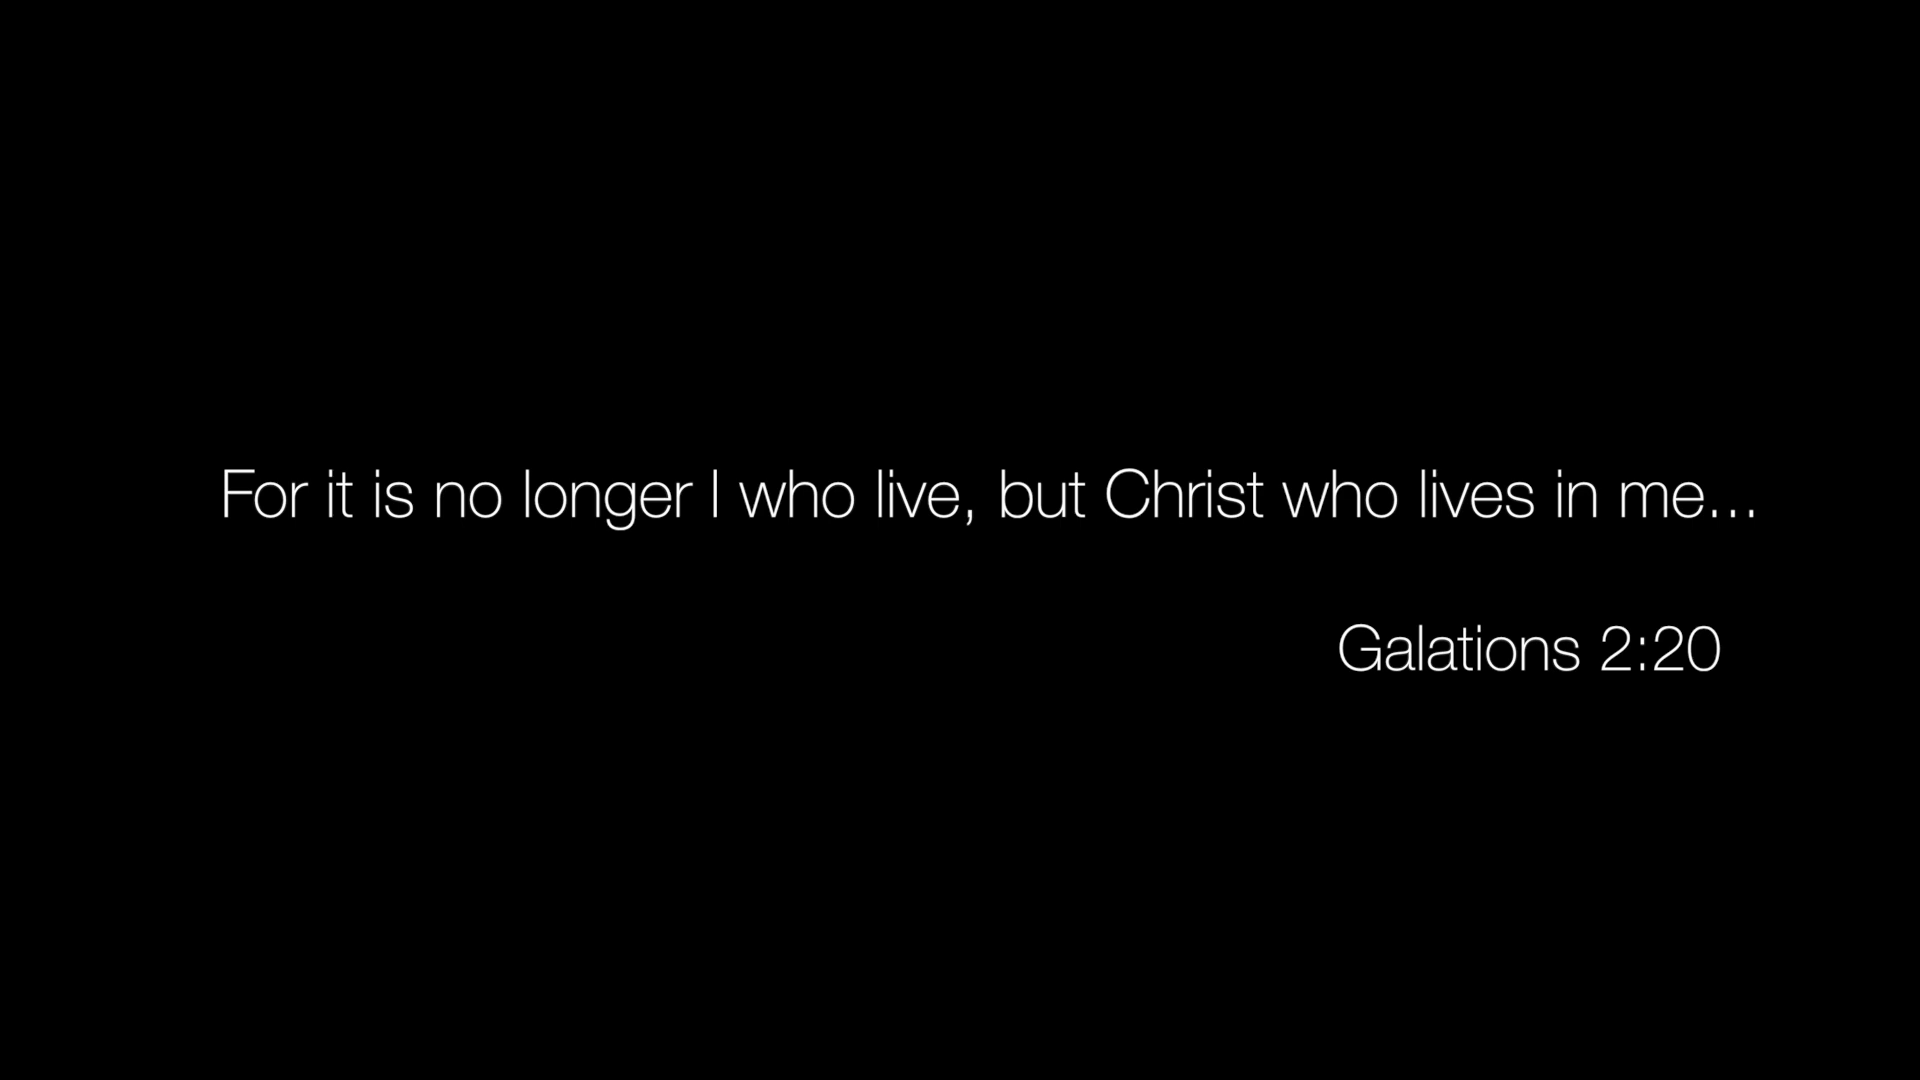 For it is no longer I who live, but Christ who lives in me...
Galations 2:20